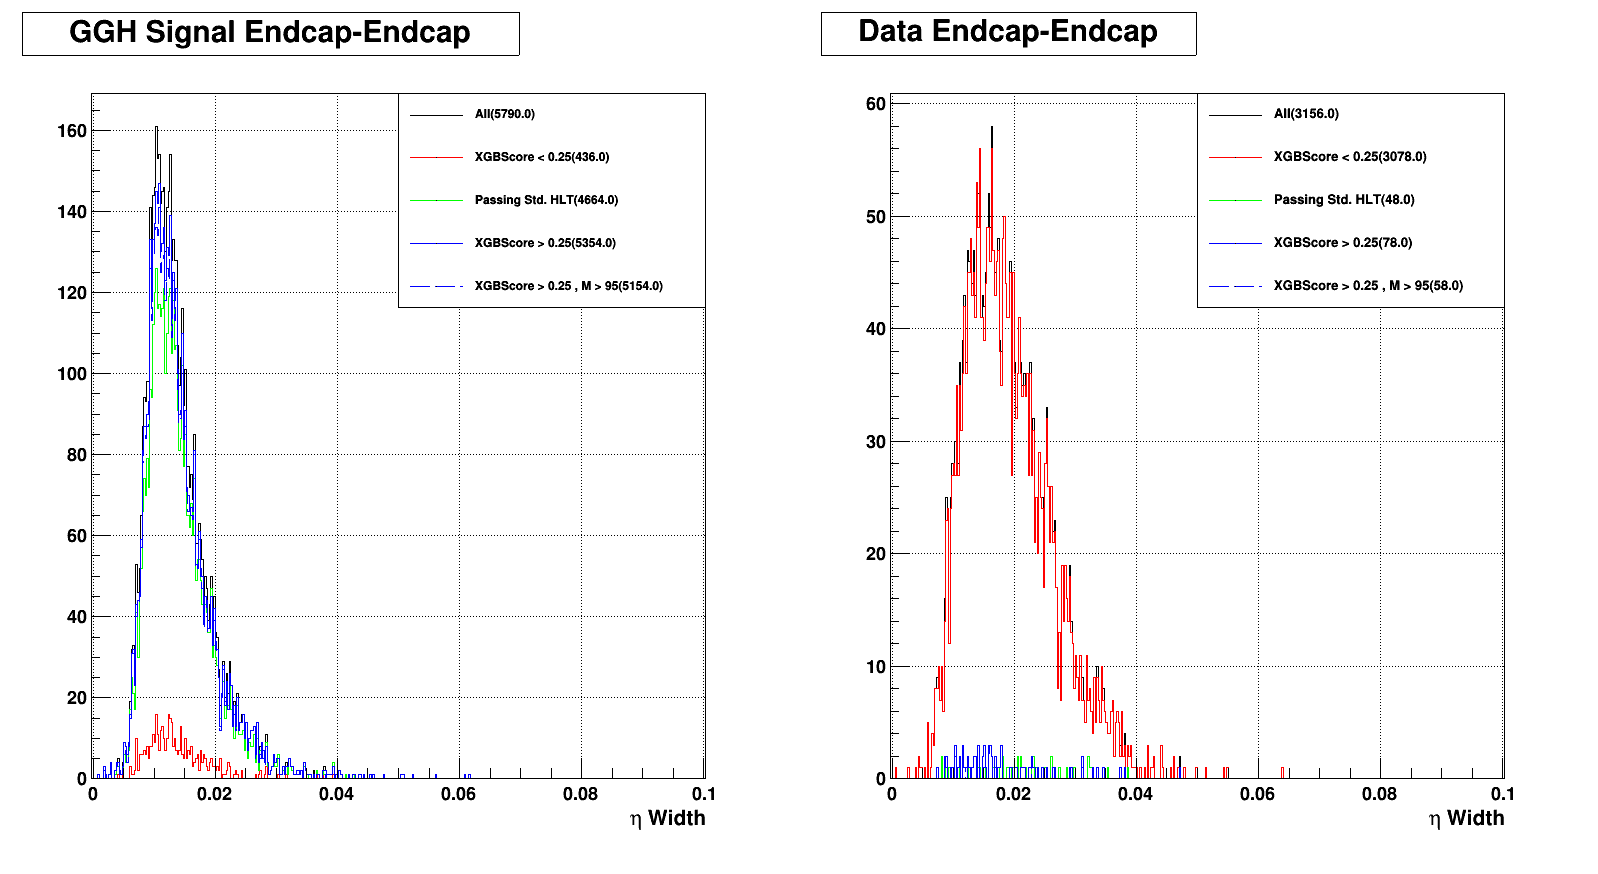 GGH Signal Endcap-Endcap
All(5790.0)
XGBScore < 0.25(436.0)
Passing Std. HLT(4664.0)
XGBScore > 0.25(5354.0)
XGBScore > 0.25 , M > 95(5154.0)
160
140
120
100
80
60
40
20
0
0 0.02 0.04 0.06 0.08 0.1
η Width
Data Endcap-Endcap
All(3156.0)
XGBScore < 0.25(3078.0)
Passing Std. HLT(48.0)
XGBScore > 0.25(78.0)
XGBScore > 0.25 , M > 95(58.0)
60
50
40
30
20
10
0
0 0.02 0.04 0.06 0.08 0.1
η Width